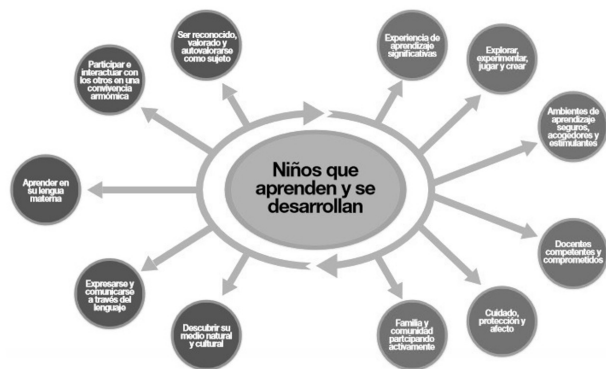 Niños que
aprenden y se
desarrollan
Ser reconocido,
valorado y
autovalorarse
como sujeto
Experiencia de
aprendizaje
significativas
Explorar,
experimentar,
jugar y crear
Ambientes de
aprendizaje
seguros,
acogedores y
estimulantes
Docentes
competentes y
comprometidos
Cuidado,
protección y
afecto
Familia y
comunidad
participando
activamente
Descubrir su
medio natural
y cultural
Expresarse y
comunicarse
a través del
lenguaje
Aprender en
su lengua
materna
Participar e
interactuar con
los otros en una
convivencia
armómica